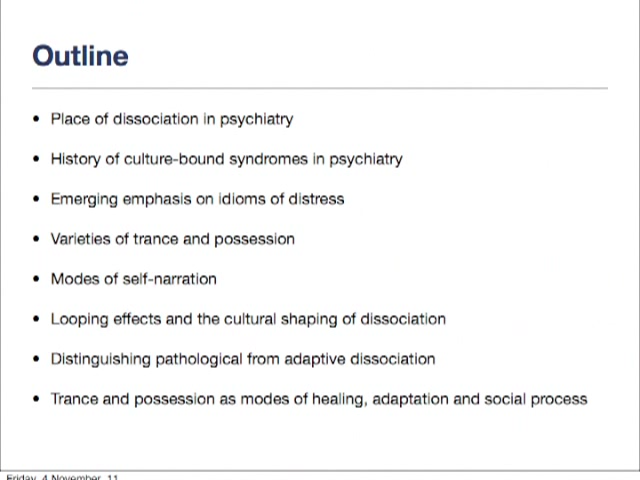 Outline
• Place of dissociation in psychiatry
• History of culture-bound syndromes in psychiatry
• Emerging emphasis on idioms of distress
• Varieties of trance and possession
• Modes of self-narration
• Looping effects and the cultural shaping of dissociation
• Distinguishing pathological from adaptive dissociation
• Trance and possession as modes of healing, adaptation and social process
Friday, 4 November, 11